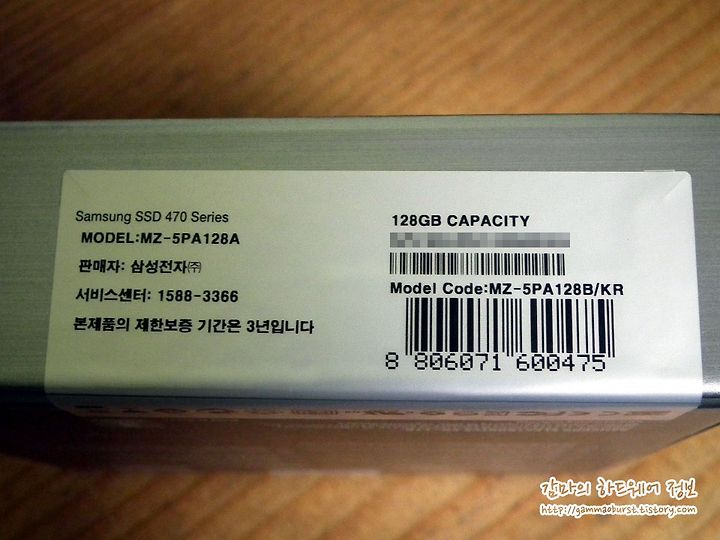 Samsung SSD 470 Series
MODEL:MZ-5PA128A
판매자: 삼성전자㈜
서비스센터: 1588-3366
본제품의 제한보증 기간은 3년입니다
128GB CAPACITY
Model Code:MZ-5PA128B/KR
8 806071 600475
감마의 하드웨어 정보
http://gammaburst.tistory.com